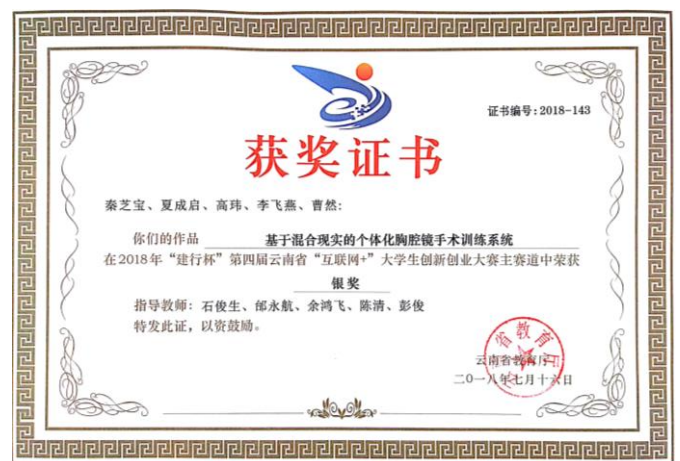 证书编号:2018-143
获奖证书
秦芝宝、夏成启、高玮、李飞燕、曹然:
你们的作品 基于混合现实的个体化胸腔镜手术训练系统
在2018年“建行杯”第四届云南省“互联网+”大学生创新创业大赛主赛道中荣获
银奖
指导教师: 石俊生、邰永航、余鸿飞、陈清、彭俊
特发此证，以资鼓励。
云南省教育厅
二〇一八年七月十六日